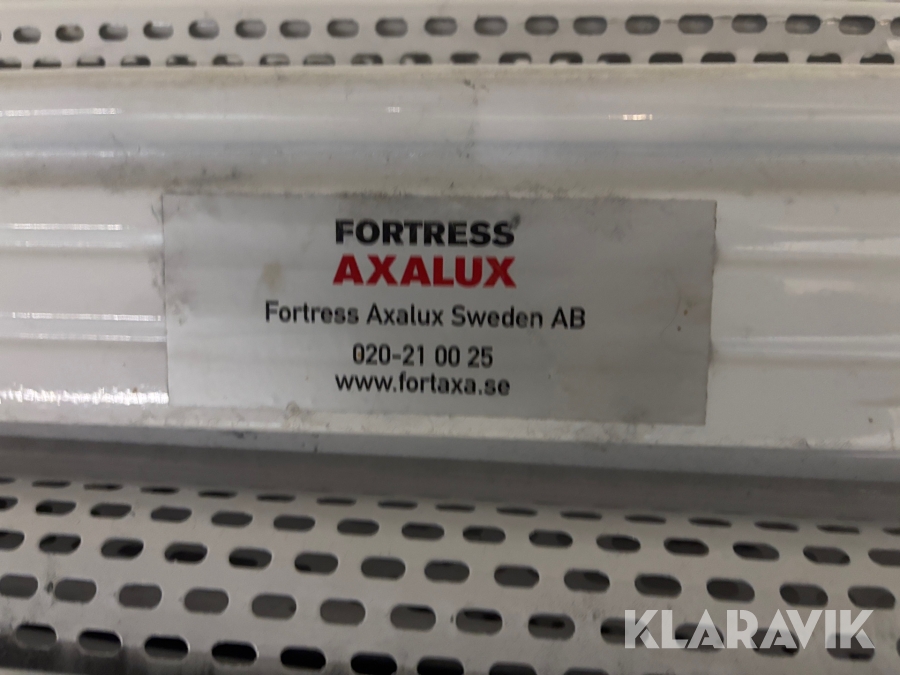 FORTRESS®
AXALUX
Fortress Axalux Sweden AB
020-21 00 25
www.fortaxa.se
KLARAVIK